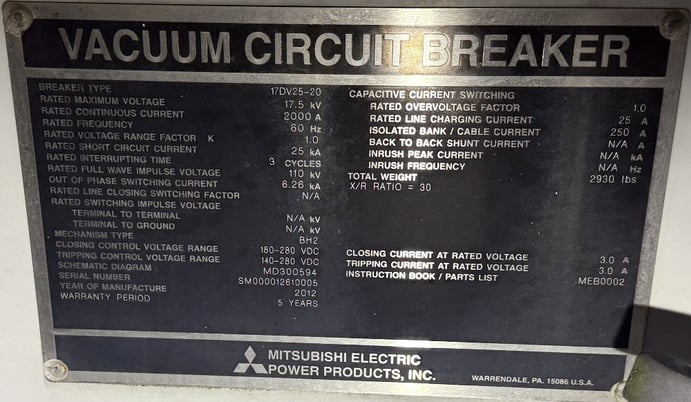 VACUUM CIRCUIT BREAKER
BREAKER TYPE 17DV25-20
RATED MAXIMUM VOLTAGE 17.5 kV
RATED CONTINUOUS CURRENT 2000 A
RATED FREQUENCY 60 Hz
RATED VOLTAGE RANGE FACTOR K 1.0
RATED SHORT CIRCUIT CURRENT 25 kA
RATED INTERRUPTING TIME 3 CYCLES
RATED FULL WAVE IMPULSE VOLTAGE 110 kV
OUT OF PHASE SWITCHING CURRENT 6.26 kA
RATED LINE CLOSING SWITCHING FACTOR N/A
RATED SWITCHING IMPULSE VOLTAGE
TERMINAL TO TERMINAL N/A kV
TERMINAL TO GROUND N/A kV
MECHANISM TYPE BH2
CLOSING CONTROL VOLTAGE RANGE 180-280 VDC
TRIPPING CONTROL VOLTAGE RANGE 140-280 VDC
SCHEMATIC DIAGRAM MD300594
SERIAL NUMBER SM000012610005
YEAR OF MANUFACTURE 2012
WARRANTY PERIOD 5 YEARS
CAPACITIVE CURRENT SWITCHING
RATED OVERVOLTAGE FACTOR 1.0
RATED LINE CHARGING CURRENT 25 A
ISOLATED BANK / CABLE CURRENT 250 A
BACK TO BACK SHUNT CURRENT N/A A
INRUSH PEAK CURRENT N/A kA
INRUSH FREQUENCY N/A Hz
TOTAL WEIGHT 2930 lbs
X/R RATIO = 30
CLOSING CURRENT AT RATED VOLTAGE 3.0 A
TRIPPING CURRENT AT RATED VOLTAGE 3.0 A
INSTRUCTION BOOK / PARTS LIST MEB0002
MITSUBISHI ELECTRIC
POWER PRODUCTS, INC.
WARRENDALE, PA. 15086 U.S.A.